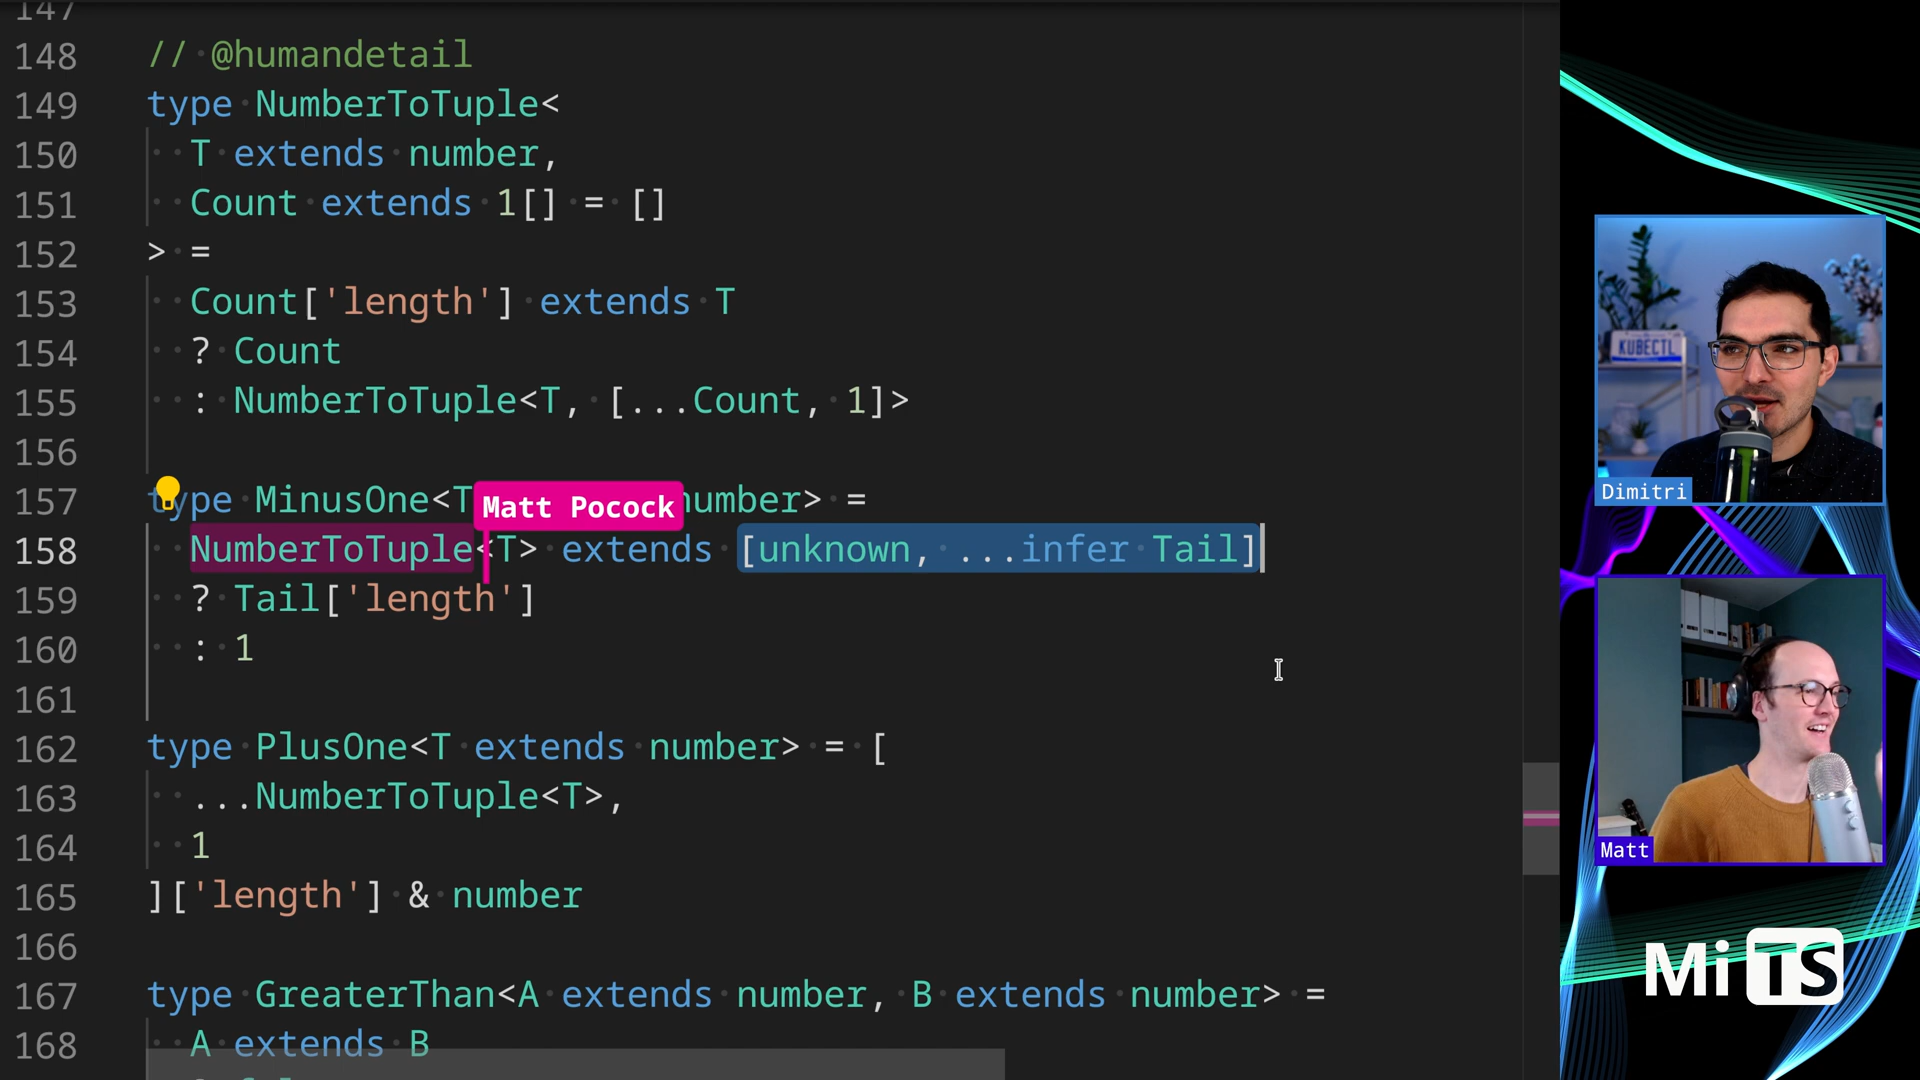 147
148 // @humandetail
149 type NumberToTuple<
150 T extends number,
151 Count extends 1[] = []
152 > =
153 Count['length'] extends T
154 ? Count
155 : NumberToTuple<T, [...Count, 1]>
156
157 type MinusOne<T number> =
Matt Pocock
158 NumberToTuple<T> extends [unknown, ...infer Tail]
159 ? Tail['length']
160 : 1
161
162 type PlusOne<T extends number> = [
163 ...NumberToTuple<T>,
164 1
165 ]['length'] & number
166
167 type GreaterThan<A extends number, B extends number> =
168 A extends B
KUBECTL
Dimitri
Matt
MiTS